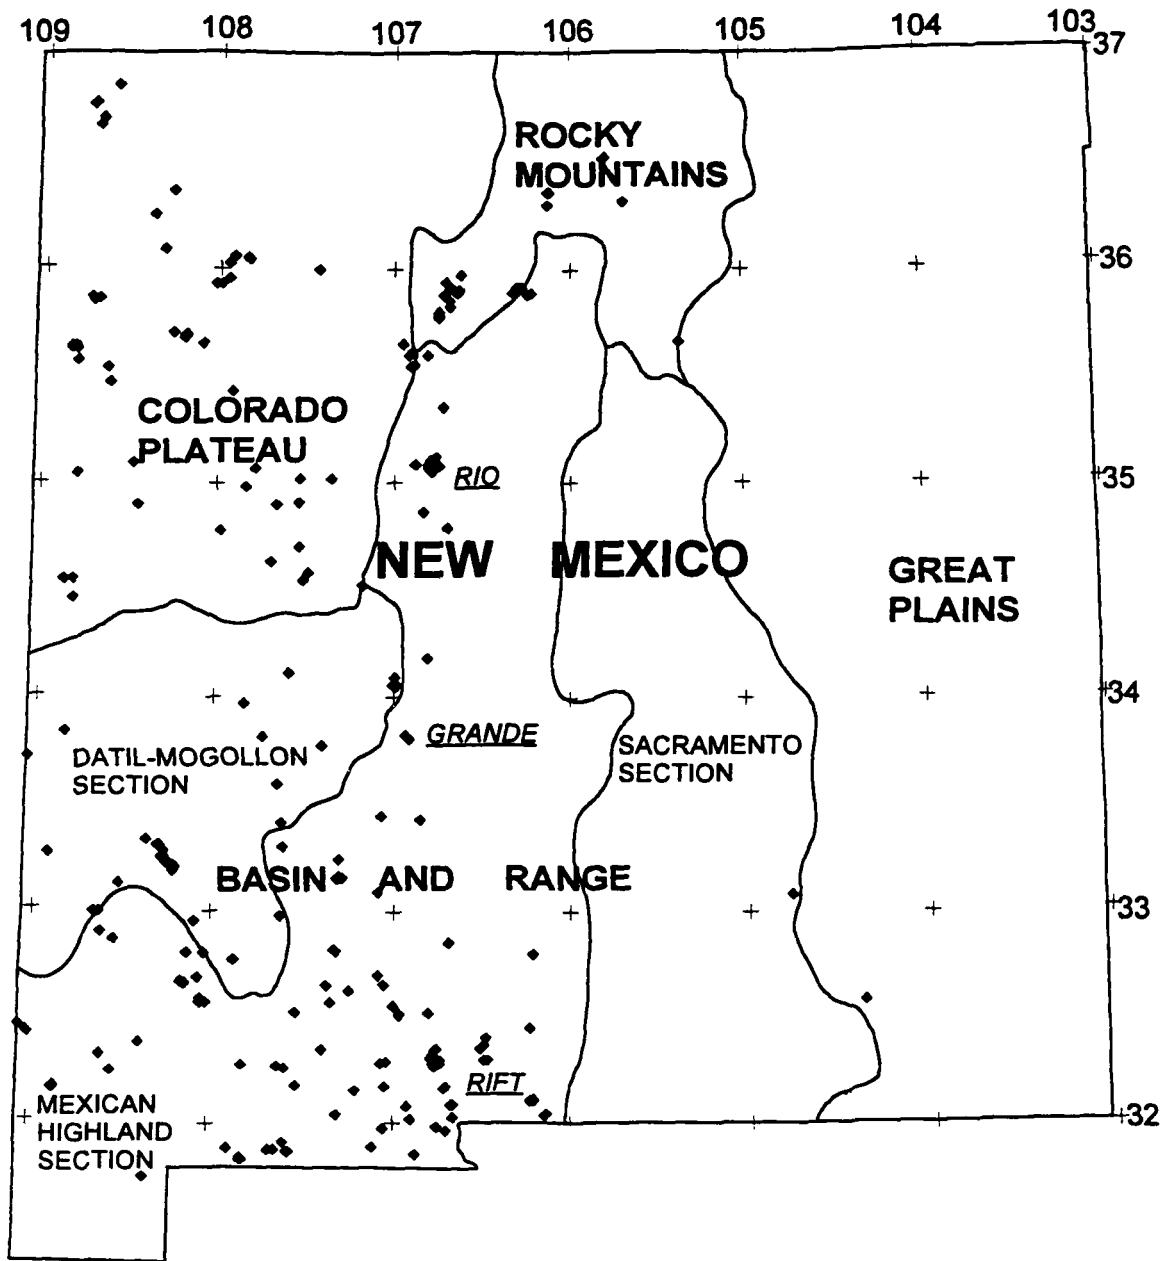 109 108 107 106 105 104 103
37
ROCKY
MOUNTAINS
36
COLORADO
PLATEAU
RIO
35
NEW MEXICO
GREAT
PLAINS
34
GRANDE
SACRAMENTO
SECTION
DATIL-MOGOLLON
SECTION
BASIN AND RANGE
33
RIFT
MEXICAN
HIGHLAND
SECTION
32